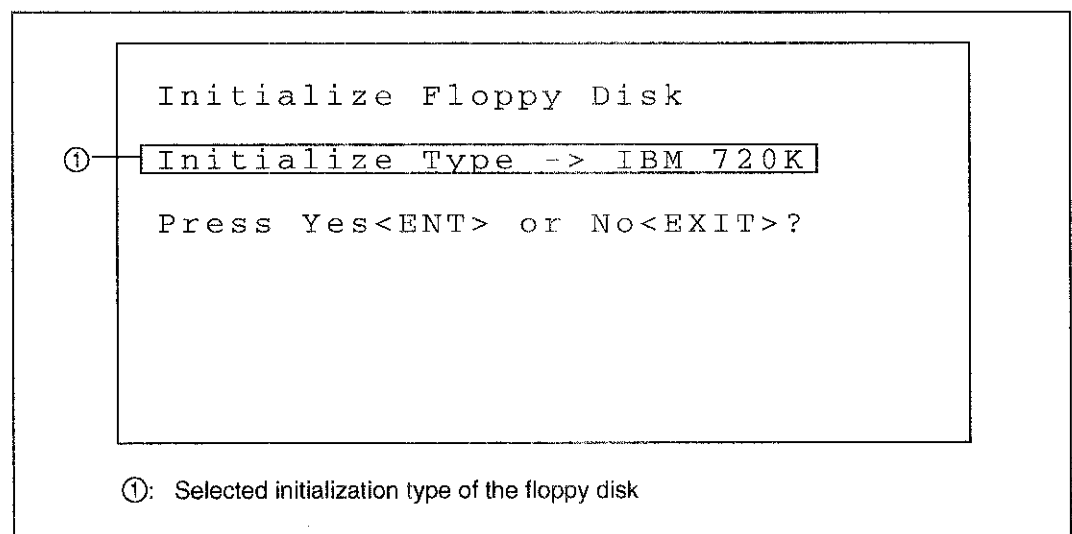 Initialize Floppy Disk
① Initialize Type -> IBM 720K
Press Yes<ENT> or No<EXIT>?
①: Selected initialization type of the floppy disk